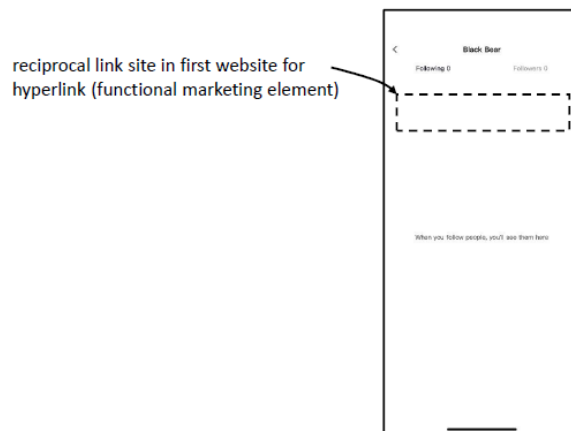 reciprocal link site in first website for
hyperlink (functional marketing element)
Black Bear
Following 0 Followers 0
When you follow people, you'll see them here